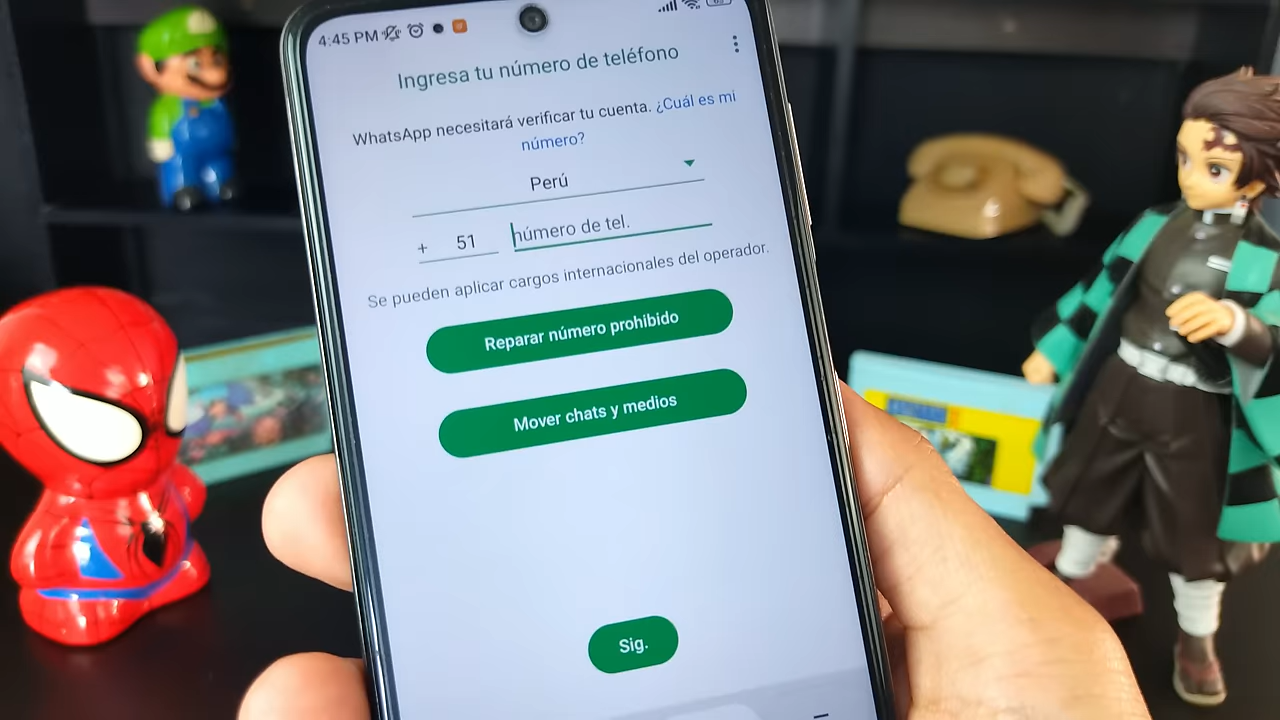 4:45 PM
Ingresa tu número de teléfono
WhatsApp necesitará verificar tu cuenta. ¿Cuál es mi
número?
Perú
+ 51 número de tel.
Se pueden aplicar cargos internacionales del operador.
Reparar número prohibido
Mover chats y medios
Sig.